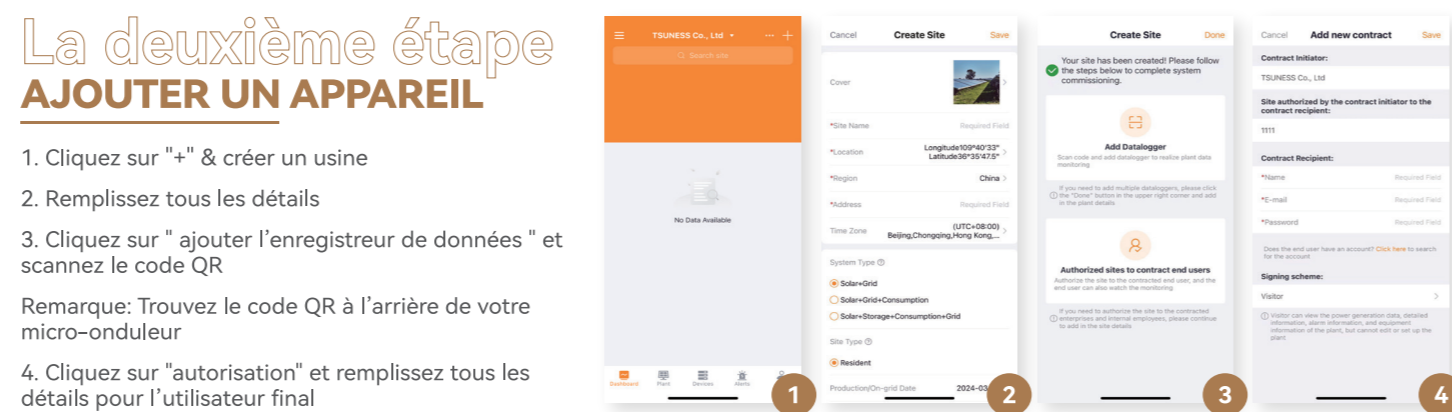 La deuxième étape
AJOUTER UN APPAREIL
1. Cliquez sur "+" & créer un usine
2. Remplissez tous les détails
3. Cliquez sur " ajouter l'enregistreur de données " et
scannez le code QR
Remarque: Trouvez le code QR à l'arrière de votre
micro-onduleur
4. Cliquez sur "autorisation" et remplissez tous les
détails pour l'utilisateur final
TSUNESS Co., Ltd
Search site
No Data Available
Dashboard Plant Devices Alerts
1
Cancel Create Site Save
Cover
*Site Name Required Field
*Location Longitude109°40'33"
Latitude36°35'47.5"
*Region China
*Address Required Field
Time Zone (UTC+08:00)
Beijing,Chongqing,Hong Kong,...
System Type
Solar+Grid
Solar+Grid+Consumption
Solar+Storage+Consumption+Grid
Site Type
Resident
Production/On-grid Date 2024-03
2
Create Site Done
Your site has been created! Please follow
the steps below to complete system
commissioning.
Add Datalogger
Scan code and add datalogger to realize plant data
monitoring
If you need to add multiple dataloggers, please click
the "Done" button in the upper right corner and add
in the plant details
Authorized sites to contract end users
Authorize the site to the contracted end user, and the
end user can also watch the monitoring
If you need to authorize the site to the contracted
enterprises and internal employees, please continue
to add in the site details
3
Cancel Add new contract Save
Contract Initiator:
TSUNESS Co., Ltd
Site authorized by the contract initiator to the
contract recipient:
1111
Contract Recipient:
*Name Required Field
*E-mail Required Field
*Password Required Field
Does the end user have an account? Click here to search
for the account
Signing scheme:
Visitor
Visitor can view the power generation data, detailed
information, alarm information, and equipment
information of the plant, but cannot edit or set up the
plant
4